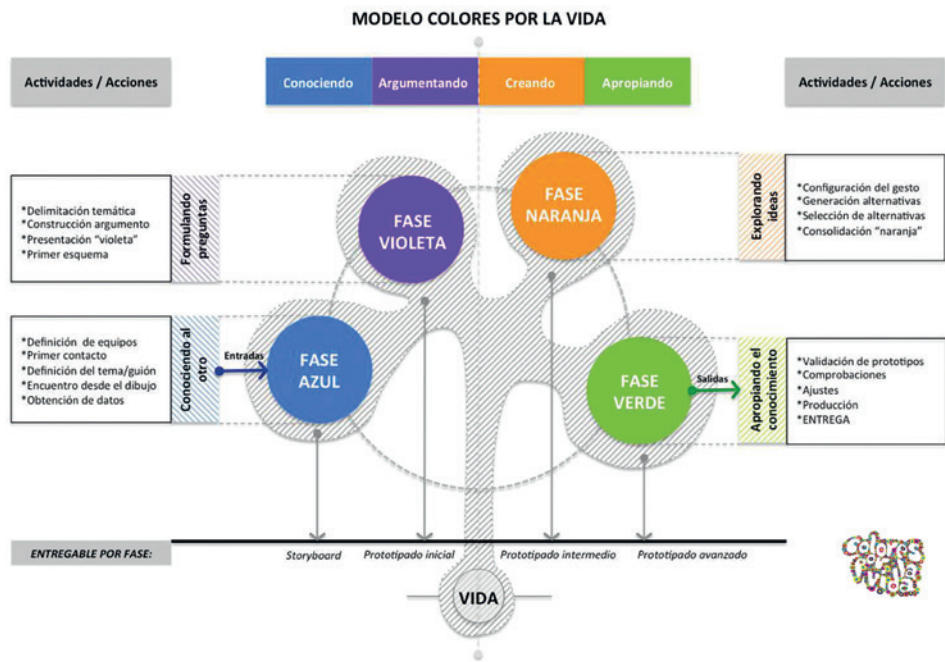 MODELO COLORES POR LA VIDA
Actividades / Acciones
Conociendo
Argumentando
Creando
Apropiando
Actividades / Acciones
*Delimitación temática
*Construcción argumento
*Presentación “violeta”
*Primer esquema
Formulando
preguntas
FASE
VIOLETA
FASE
NARANJA
Explorando
ideas
*Configuración del gesto
*Generación alternativas
*Selección de alternativas
*Consolidación “naranja”
*Definición de equipos
*Primer contacto
*Definición del tema/guión
*Encuentro desde el dibujo
*Obtención de datos
Conociendo al
otro
Entradas
FASE
AZUL
FASE
VERDE
Salidas
Apropiando el
conocimiento
*Validación de prototipos
*Comprobaciones
*Ajustes
*Producción
*ENTREGA
ENTREGABLE POR FASE:
Storyboard
Prototipado inicial
Prototipado intermedio
Prototipado avanzado
VIDA
colores
por la
vida